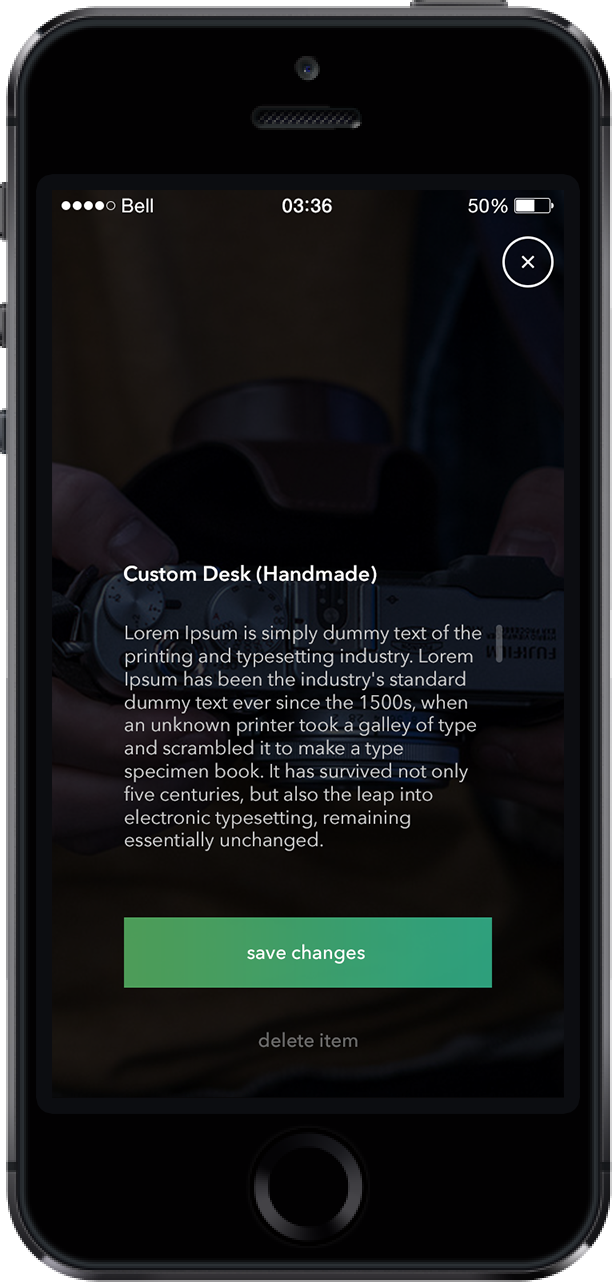 Bell 03:36 50%
Custom Desk (Handmade)
Lorem Ipsum is simply dummy text of the
printing and typesetting industry. Lorem
Ipsum has been the industry's standard
dummy text ever since the 1500s, when
an unknown printer took a galley of type
and scrambled it to make a type
specimen book. It has survived not only
five centuries, but also the leap into
electronic typesetting, remaining
essentially unchanged.
FUJIFILM
save changes
delete item